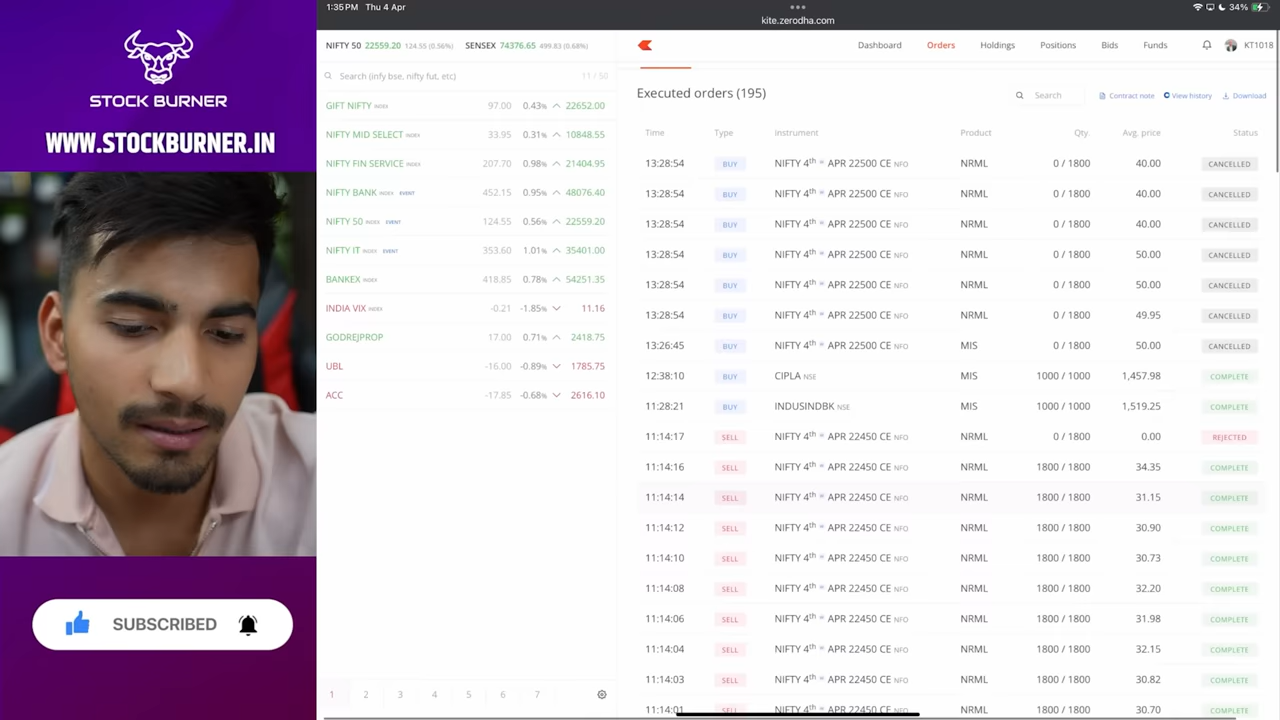 1:35 PM Thu 4 Apr
34%
kite.zerodha.com
STOCK BURNER
WWW.STOCKBURNER.IN
SUBSCRIBED
NIFTY 50 22559.20 124.55 (0.56%) SENSEX 74376.65 499.83 (0.68%)
Dashboard Orders Holdings Positions Bids Funds KT1018
Search (infy bse, nifty fut, etc) 11 / 50
GIFT NIFTY INDEX 97.00 0.43% 22652.00
NIFTY MID SELECT INDEX 33.95 0.31% 10848.55
NIFTY FIN SERVICE INDEX 207.70 0.98% 21404.95
NIFTY BANK INDEX EVENT 452.15 0.95% 48076.40
NIFTY 50 INDEX EVENT 124.55 0.56% 22559.20
NIFTY IT INDEX EVENT 353.60 1.01% 35401.00
BANKEX INDEX 418.85 0.78% 54251.35
INDIA VIX INDEX -0.21 -1.85% 11.16
GODREJPROP 17.00 0.71% 2418.75
UBL -16.00 -0.89% 1785.75
ACC -17.85 -0.68% 2616.10
1 2 3 4 5 6 7
Executed orders (195) Search Contract note View history Download
Time Type Instrument Product Qty. Avg. price Status
13:28:54 BUY NIFTY 4th w APR 22500 CE NFO NRML 0 / 1800 40.00 CANCELLED
13:28:54 BUY NIFTY 4th w APR 22500 CE NFO NRML 0 / 1800 40.00 CANCELLED
13:28:54 BUY NIFTY 4th w APR 22500 CE NFO NRML 0 / 1800 40.00 CANCELLED
13:28:54 BUY NIFTY 4th w APR 22500 CE NFO NRML 0 / 1800 50.00 CANCELLED
13:28:54 BUY NIFTY 4th w APR 22500 CE NFO NRML 0 / 1800 50.00 CANCELLED
13:28:54 BUY NIFTY 4th w APR 22500 CE NFO NRML 0 / 1800 49.95 CANCELLED
13:26:45 BUY NIFTY 4th w APR 22500 CE NFO MIS 0 / 1800 50.00 CANCELLED
12:38:10 BUY CIPLA NSE MIS 1000 / 1000 1,457.98 COMPLETE
11:28:21 BUY INDUSINDBK NSE MIS 1000 / 1000 1,519.25 COMPLETE
11:14:17 SELL NIFTY 4th w APR 22450 CE NFO NRML 0 / 1800 0.00 REJECTED
11:14:16 SELL NIFTY 4th w APR 22450 CE NFO NRML 1800 / 1800 34.35 COMPLETE
11:14:14 SELL NIFTY 4th w APR 22450 CE NFO NRML 1800 / 1800 31.15 COMPLETE
11:14:12 SELL NIFTY 4th w APR 22450 CE NFO NRML 1800 / 1800 30.90 COMPLETE
11:14:10 SELL NIFTY 4th w APR 22450 CE NFO NRML 1800 / 1800 30.73 COMPLETE
11:14:08 SELL NIFTY 4th w APR 22450 CE NFO NRML 1800 / 1800 32.20 COMPLETE
11:14:06 SELL NIFTY 4th w APR 22450 CE NFO NRML 1800 / 1800 31.98 COMPLETE
11:14:04 SELL NIFTY 4th w APR 22450 CE NFO NRML 1800 / 1800 32.15 COMPLETE
11:14:03 SELL NIFTY 4th w APR 22450 CE NFO NRML 1800 / 1800 30.82 COMPLETE
11:14:01 SELL NIFTY 4th w APR 22450 CE NFO NRML 1800 / 1800 30.70 COMPLETE